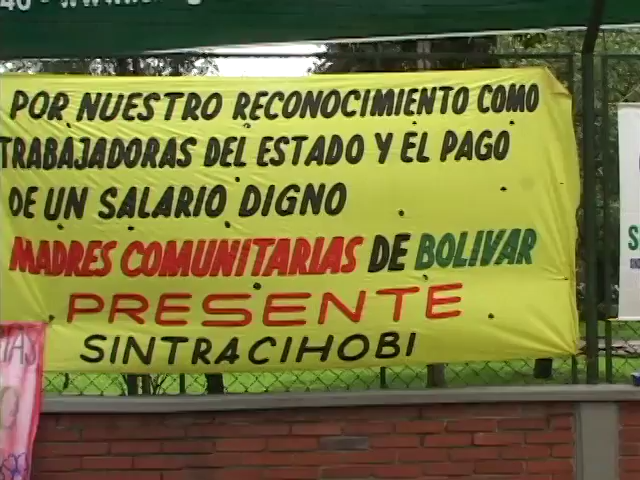 POR NUESTRO RECONOCIMIENTO COMO
TRABAJADORAS DEL ESTADO Y EL PAGO
DE UN SALARIO DIGNO
MADRES COMUNITARIAS DE BOLIVAR
PRESENTE
SINTRACIHOBI